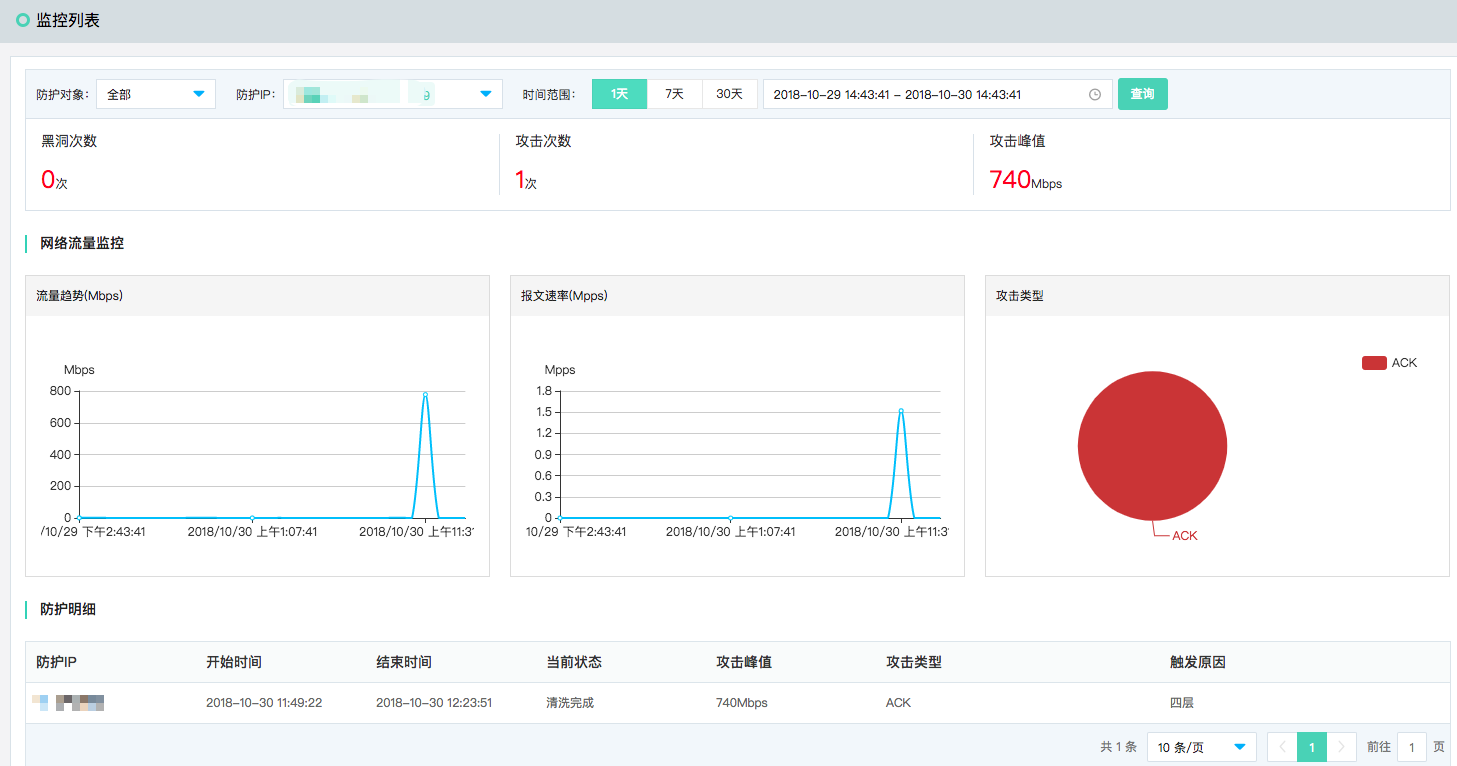 监控列表
防护对象： 全部 防护IP： 时间范围： 1天 7天 30天 2018-10-29 14:43:41 - 2018-10-30 14:43:41 查询
黑洞次数 攻击次数 攻击峰值
0次 1次 740Mbps
网络流量监控
流量趋势(Mbps) 报文速率(Mpps) 攻击类型
Mbps
800
600
400
200
0
/10/29 下午2:43:41 2018/10/30 上午1:07:41 2018/10/30 上午11:3
Mpps
1.8
1.5
1.2
0.9
0.6
0.3
0
10/29 下午2:43:41 2018/10/30 上午1:07:41 2018/10/30 上午11:3
ACK
ACK
防护明细
防护IP 开始时间 结束时间 当前状态 攻击峰值 攻击类型 触发原因
2018-10-30 11:49:22 2018-10-30 12:23:51 清洗完成 740Mbps ACK 四层
共 1 条 10 条/页 1 前往 1 页